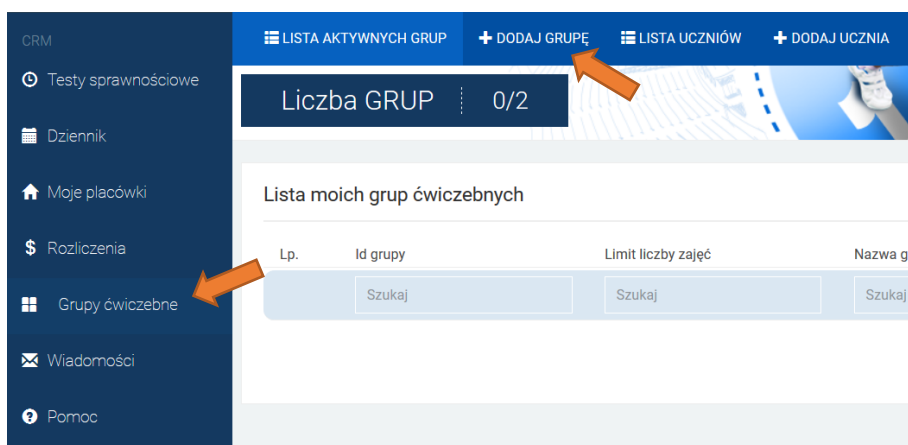 CRM
Testy sprawnościowe
Dziennik
Moje placówki
$ Rozliczenia
Grupy ćwiczebne
Wiadomości
? Pomoc
LISTA AKTYWNYCH GRUP + DODAJ GRUPĘ LISTA UCZNIÓW + DODAJ UCZNIA
Liczba GRUP 0/2
Lista moich grup ćwiczebnych
Lp. Id grupy Limit liczby zajęć Nazwa g
Szukaj Szukaj Szukaj